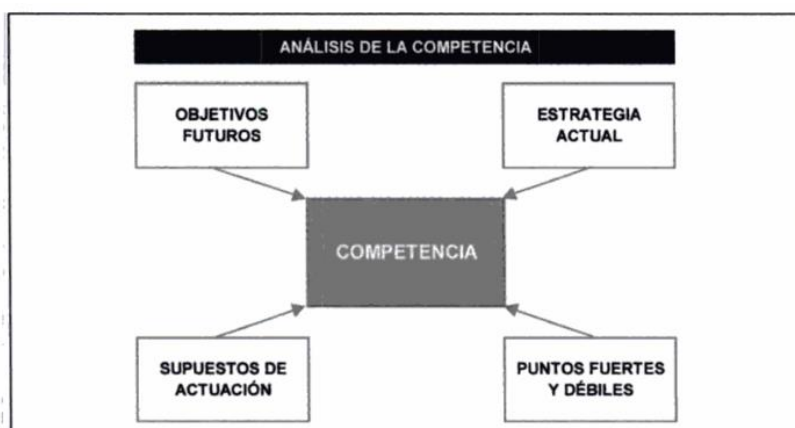 ANÁLISIS DE LA COMPETENCIA
OBJETIVOS
FUTUROS
ESTRATEGIA
ACTUAL
COMPETENCIA
SUPUESTOS DE
ACTUACIÓN
PUNTOS FUERTES
Y DÉBILES